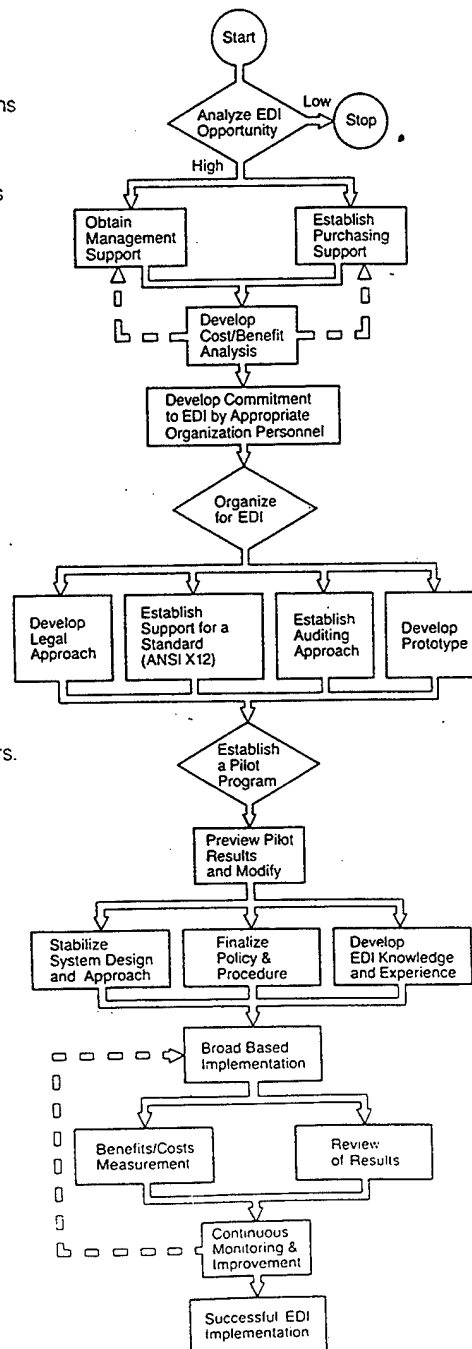 Start
ns
Analyze EDI
Opportunity
Low
Stop
High
s
Obtain
Management
Support
Establish
Purchasing
Support
Develop
Cost/Benefit
Analysis
Develop Commitment
to EDI by Appropriate
Organization Personnel
Organize
for EDI
Develop
Legal
Approach
Establish
Support for a
Standard
(ANSI X12)
Establish
Auditing
Approach
Develop
Prototype
rs.
Establish
a Pilot
Program
Preview Pilot
Results
and Modify
Stabilize
System Design
and Approach
Finalize
Policy &
Procedure
Develop
EDI Knowledge
and Experience
Broad Based
Implementation
Benefits/Costs
Measurement
Review
of Results
Continuous
Monitoring &
Improvement
Successful EDI
Implementation